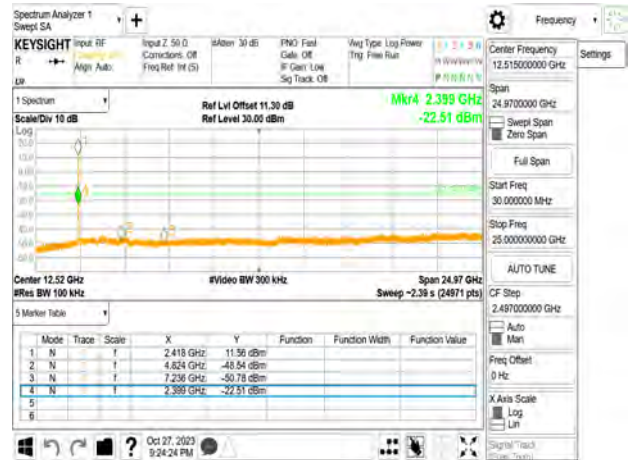 Spectrum Analyzer 1
Swept SA
+
Frequency
Settings
KEYSIGHT Input: RF Input Z: 50 Ω #Atten: 30 dB PNO: Fast Avg Type: Log-Power
R Corrections: Off Gate: Off Trig: Free Run
Align: Auto Freq Ref: Int (S) IF Gain: Low
Sig Track: Off
1 Spectrum
Scale/Div 10 dB
Ref Lvl Offset 11.30 dB
Ref Level 30.00 dBm
Mkr4 2.399 GHz
-22.51 dBm
Log
Center 12.52 GHz
#Res BW 100 kHz
#Video BW 300 kHz
Span 24.97 GHz
Sweep ~2.39 s (24971 pts)
5 Marker Table
Mode Trace Scale X Y Function Function Width Function Value
1 N f 2.418 GHz 11.56 dBm
2 N f 4.824 GHz -48.54 dBm
3 N f 7.236 GHz -50.78 dBm
4 N f 2.399 GHz -22.51 dBm
5
6
Oct 27, 2023
9:24:24 PM
Center Frequency
12.515000000 GHz
Span
24.9700000 GHz
Swept Span
Zero Span
Full Span
Start Freq
30.000000 MHz
Stop Freq
25.000000000 GHz
AUTO TUNE
CF Step
2.497000000 GHz
Auto
Man
Freq Offset
0 Hz
X Axis Scale
Log
Lin
Signal Track